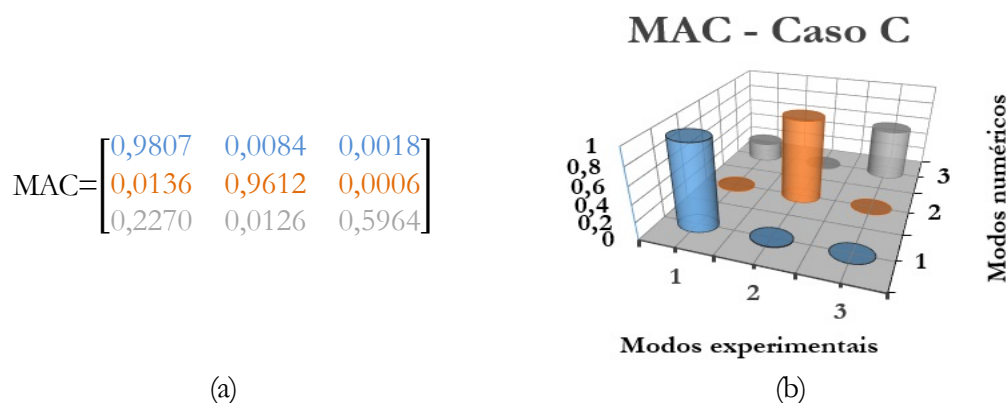 MAC=
0,9807 0,0084 0,0018
0,0136 0,9612 0,0006
0,2270 0,0126 0,5964
(a)
MAC - Caso C
1
0,8
0,6
0,4
0,2
0
1
2
3
Modos experimentais
3
2
1
Modos numéricos
(b)